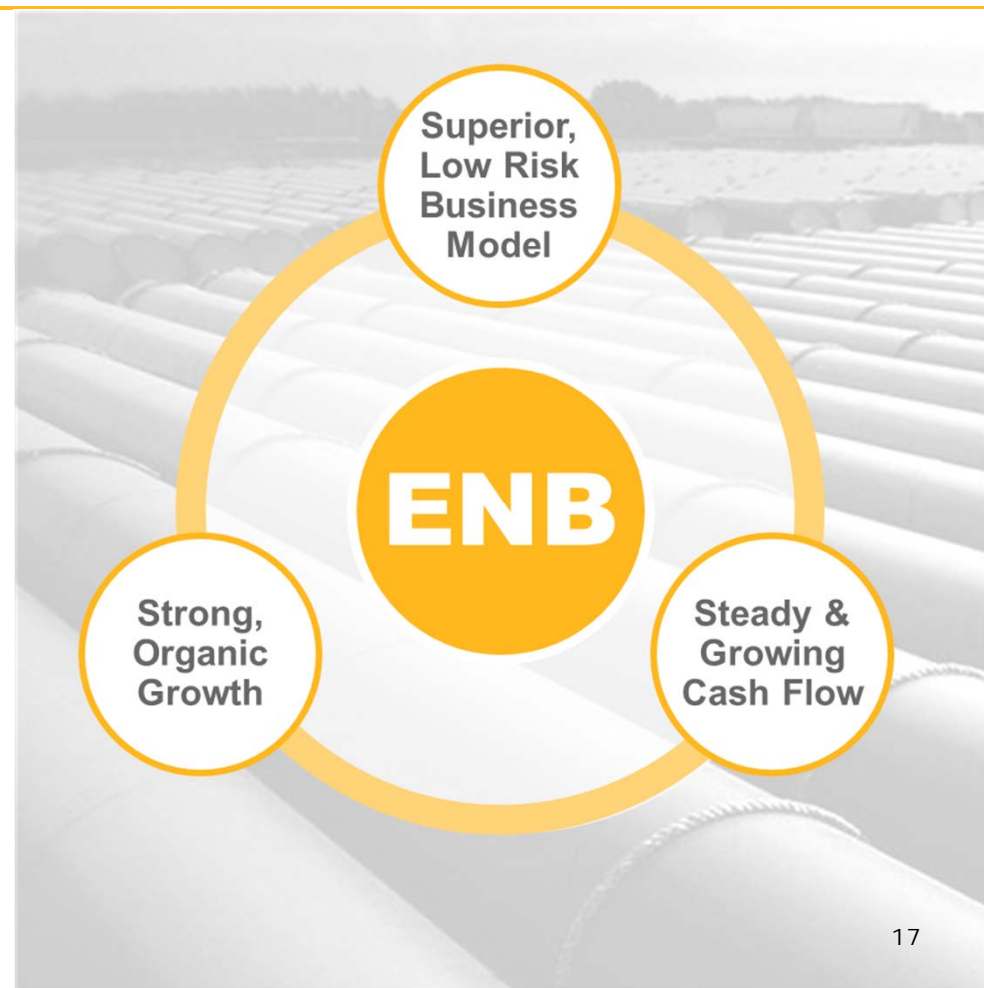 Superior,
Low Risk
Business
Model
ENB
Strong,
Organic
Growth
Steady &
Growing
Cash Flow
17